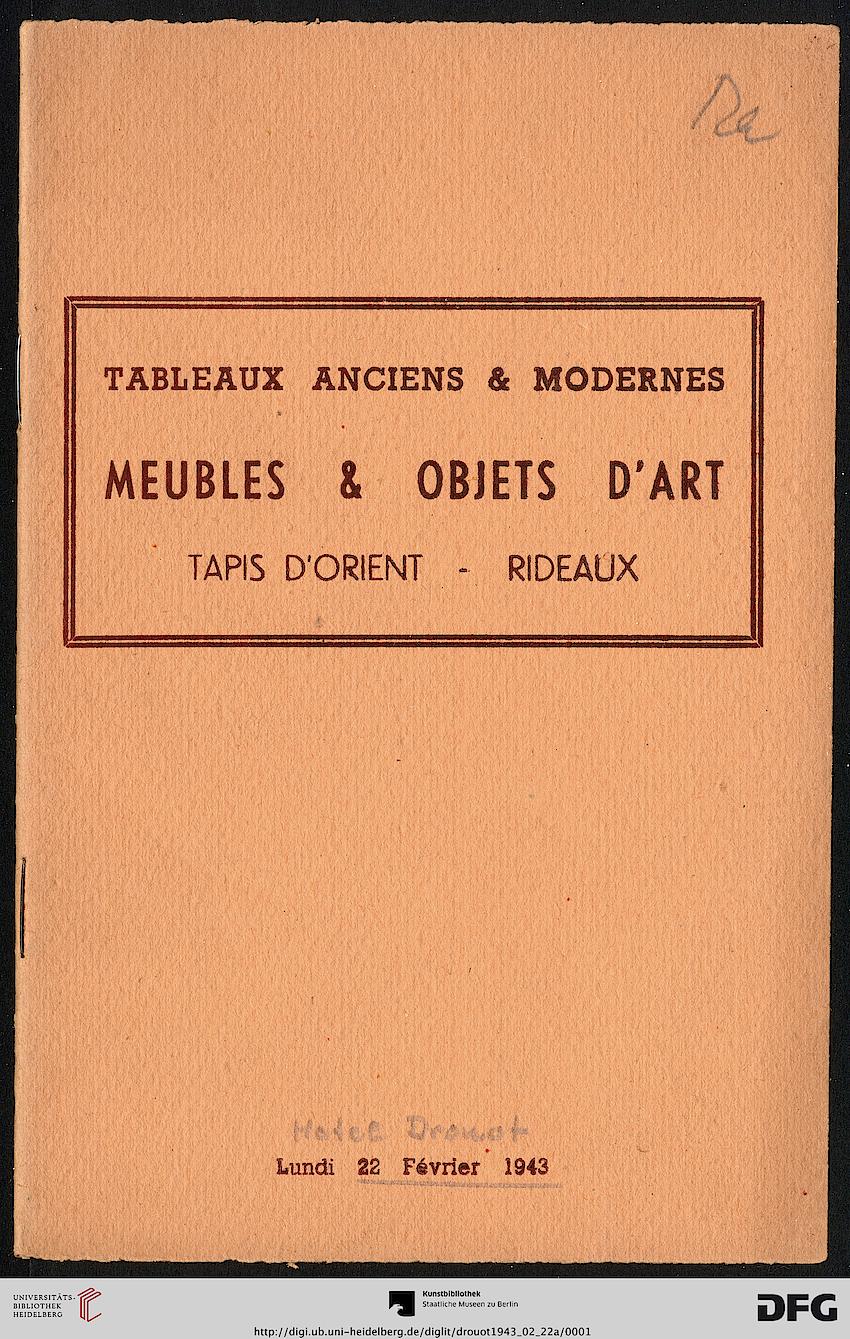 TABLEAUX ANCIENS & MODERNES
MEUBLES & OBJETS D'ART
TAPIS D'ORIENT - RIDEAUX
Hotel Drouot
Lundi 22 Février 1943
UNIVERSITÄTS-
BIBLIOTHEK
HEIDELBERG
Kunstbibliothek
Staatliche Museen zu Berlin
DFG
http://digi.ub.uni-heidelberg.de/diglit/drouot1943_02_22a/0001